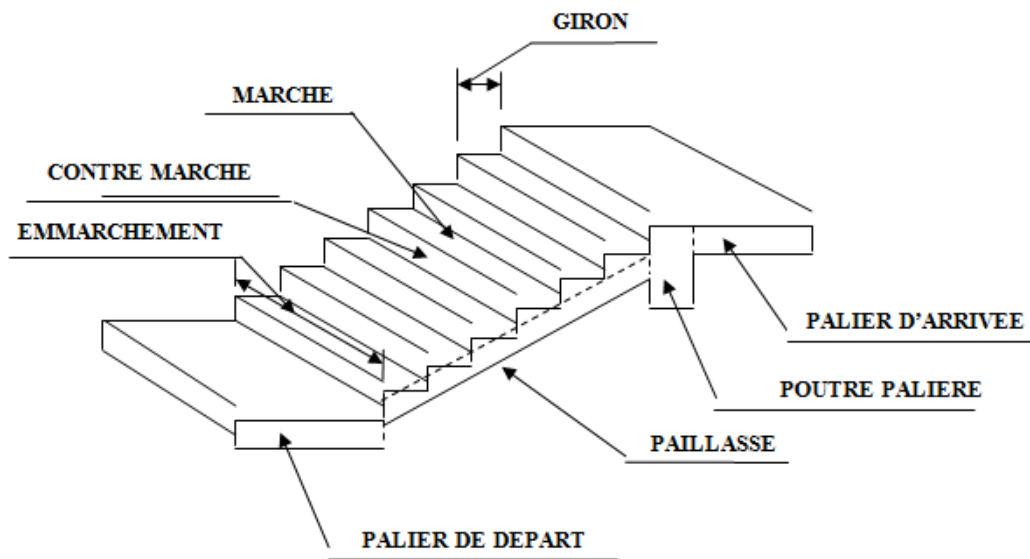 GIRON
MARCHE
CONTRE MARCHE
EMMARCHEMENT
PALIER D'ARRIVEE
POUTRE PALIERE
PAILLASSE
PALIER DE DEPART